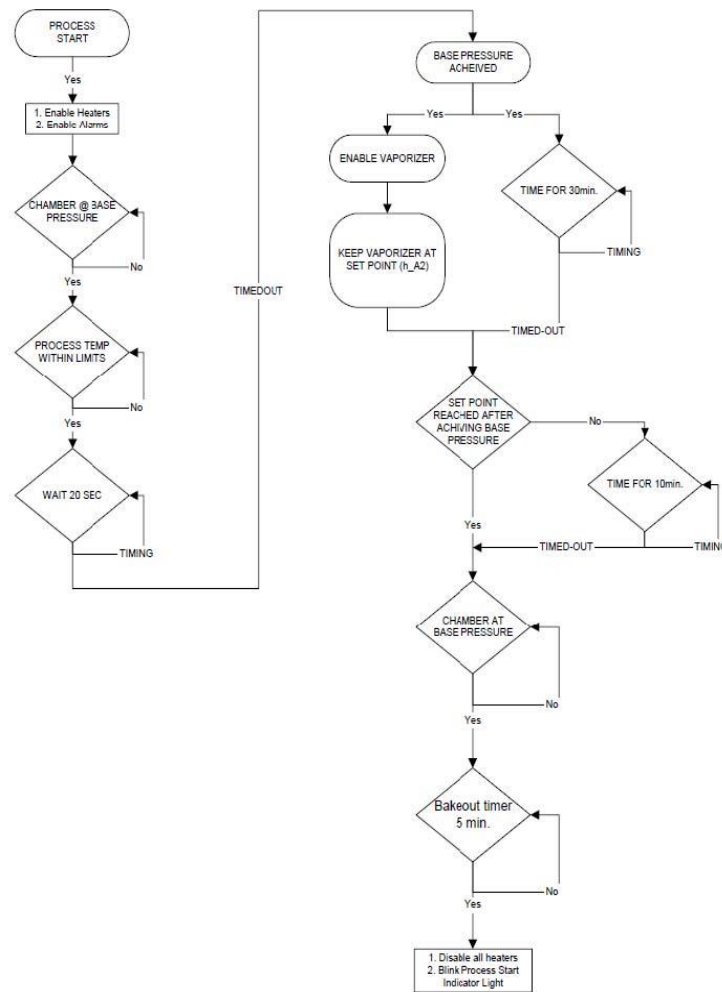 PROCESS
START
Yes
1. Enable Heaters
2. Enable Alarms
CHAMBER @ BASE
PRESSURE
No
Yes
PROCESS TEMP
WITHIN LIMITS
No
Yes
WAIT 20 SEC
TIMING
TIMEDOUT
BASE PRESSURE
ACHEIVED
Yes
Yes
ENABLE VAPORIZER
TIME FOR 30min.
TIMING
KEEP VAPORIZER AT
SET POINT (h_A2)
TIMED-OUT
SET POINT
REACHED AFTER
ACHIVING BASE
PRESSURE
No
TIME FOR 10min.
Yes
TIMED-OUT
TIMING
CHAMBER AT
BASE PRESSURE
No
Yes
Bakeout timer
5 min.
No
Yes
1. Disable all heaters
2. Blink Process Start
Indicator Light